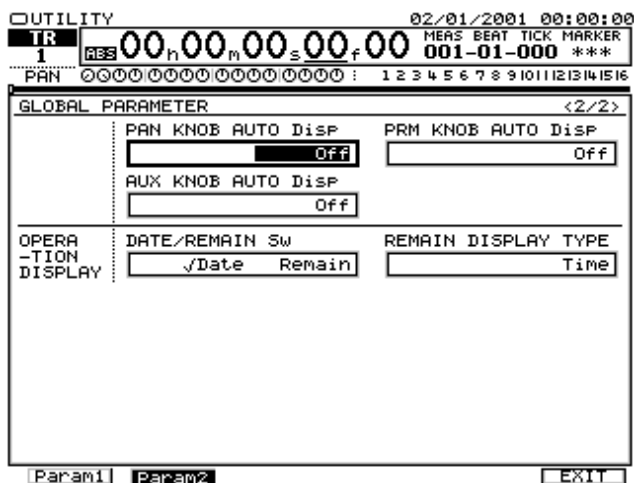 UTILITY 02/01/2001 00:00:00
TR MEAS BEAT TICK MARKER
1 ABS 00h00m00s00f00 001-01-000 ***
PAN 1 2 3 4 5 6 7 8 9 10 11 12 13 14 15 16
GLOBAL PARAMETER <2/2>
PAN KNOB AUTO Disp PRM KNOB AUTO Disp
Off Off
AUX KNOB AUTO Disp
Off
OPERA DATE/REMAIN Sw REMAIN DISPLAY TYPE
-TION √Date Remain Time
DISPLAY
Param1 Param2 EXIT